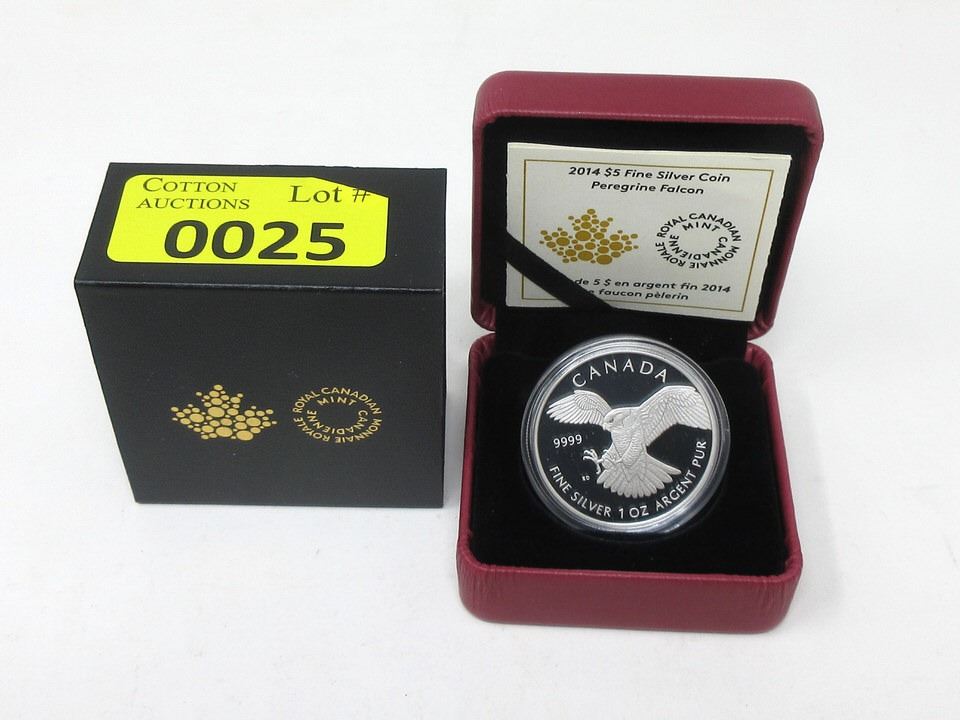 COTTON
AUCTIONS
Lot #
0025
ROYAL CANADIAN MINT
MONNAIE ROYALE CANADIENNE
2014 $5 Fine Silver Coin
Peregrine Falcon
ROYAL CANADIAN MINT
MONNAIE ROYALE CANADIENNE
de 5 $ en argent fin 2014
faucon pèlerin
CANADA
9999
FINE SILVER 1 OZ ARGENT PUR